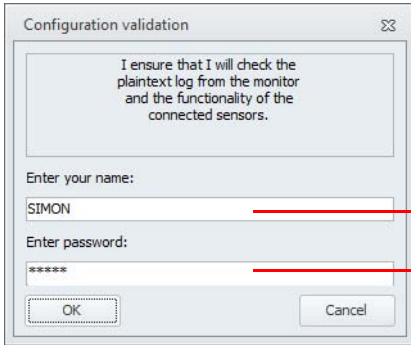 Configuration validation
I ensure that I will check the
plaintext log from the monitor
and the functionality of the
connected sensors.
Enter your name:
SIMON
Enter password:
*****
OK
Cancel